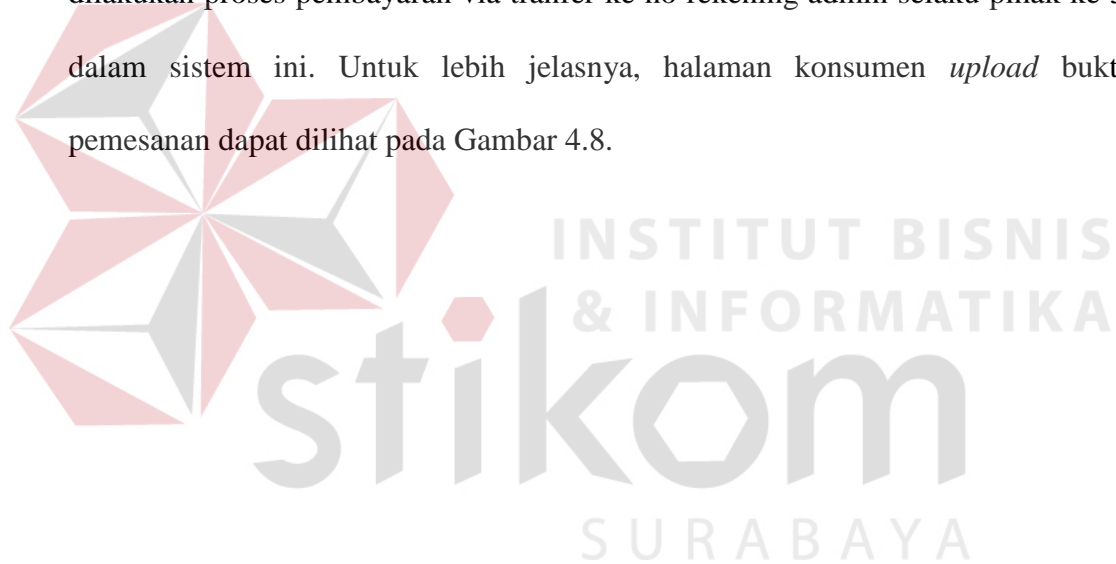 dilakukan proses pembayaran via tranfer ke no rekening admin selaku pihak ke 3
dalam sistem ini. Untuk lebih jelasnya, halaman konsumen upload bukt
pemesanan dapat dilihat pada Gambar 4.8.
INSTITUT BISNIS
& INFORMATIKA
stikom
SURABAYA